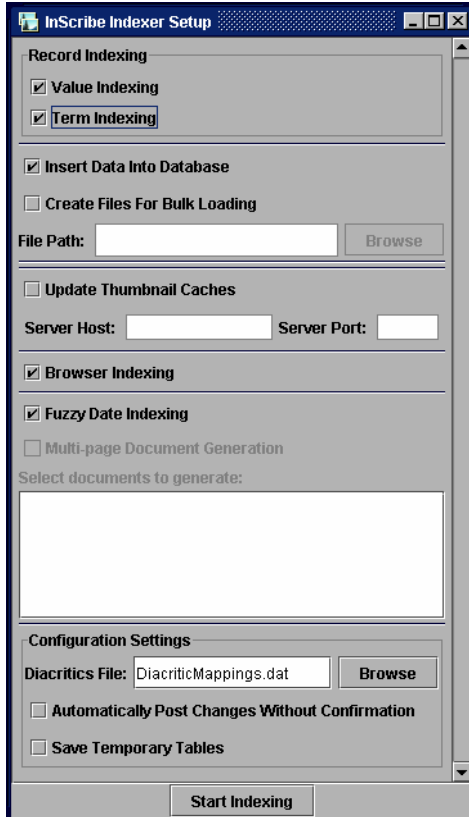 InScribe Indexer Setup
Record Indexing
Value Indexing
Term Indexing
Insert Data Into Database
Create Files For Bulk Loading
File Path: Browse
Update Thumbnail Caches
Server Host: Server Port:
Browser Indexing
Fuzzy Date Indexing
Multi-page Document Generation
Select documents to generate:
Configuration Settings
Diacritics File: DiacriticMappings.dat Browse
Automatically Post Changes Without Confirmation
Save Temporary Tables
Start Indexing